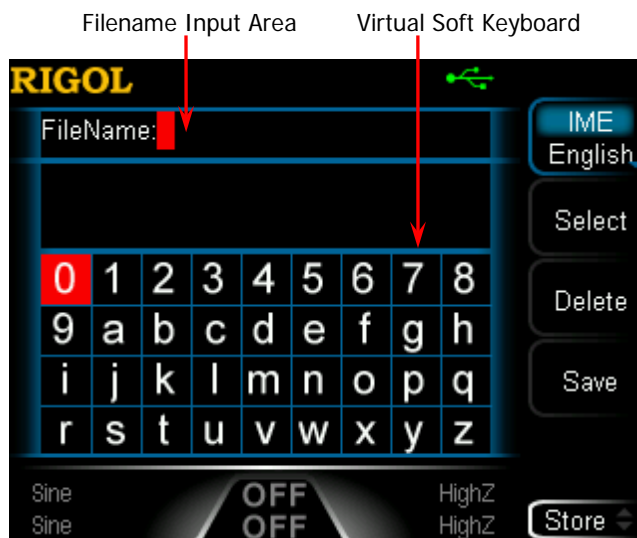 Filename Input Area Virtual Soft Keyboard
RIGOL
FileName:
IME
English
Select
Delete
Save
0 1 2 3 4 5 6 7 8
9 a b c d e f g h
i j k l m n o p q
r s t u v w x y z
Sine OFF HighZ
Sine OFF HighZ
Store